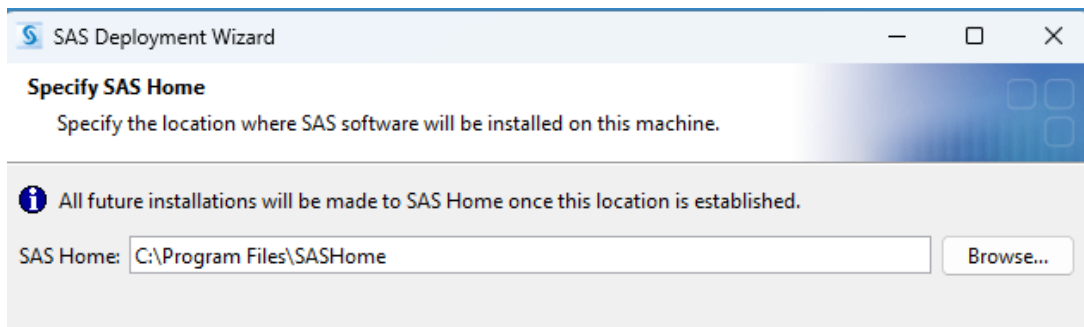 SAS Deployment Wizard
Specify SAS Home
Specify the location where SAS software will be installed on this machine.
All future installations will be made to SAS Home once this location is established.
SAS Home: C:\Program Files\SASHome Browse...